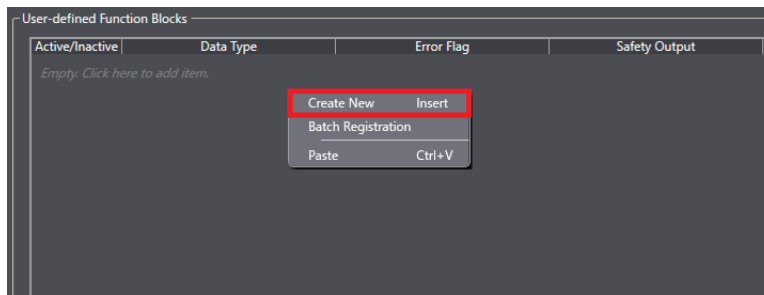 User-defined Function Blocks
Active/Inactive Data Type Error Flag Safety Output
Empty. Click here to add item.
Create New Insert
Batch Registration
Paste Ctrl+V